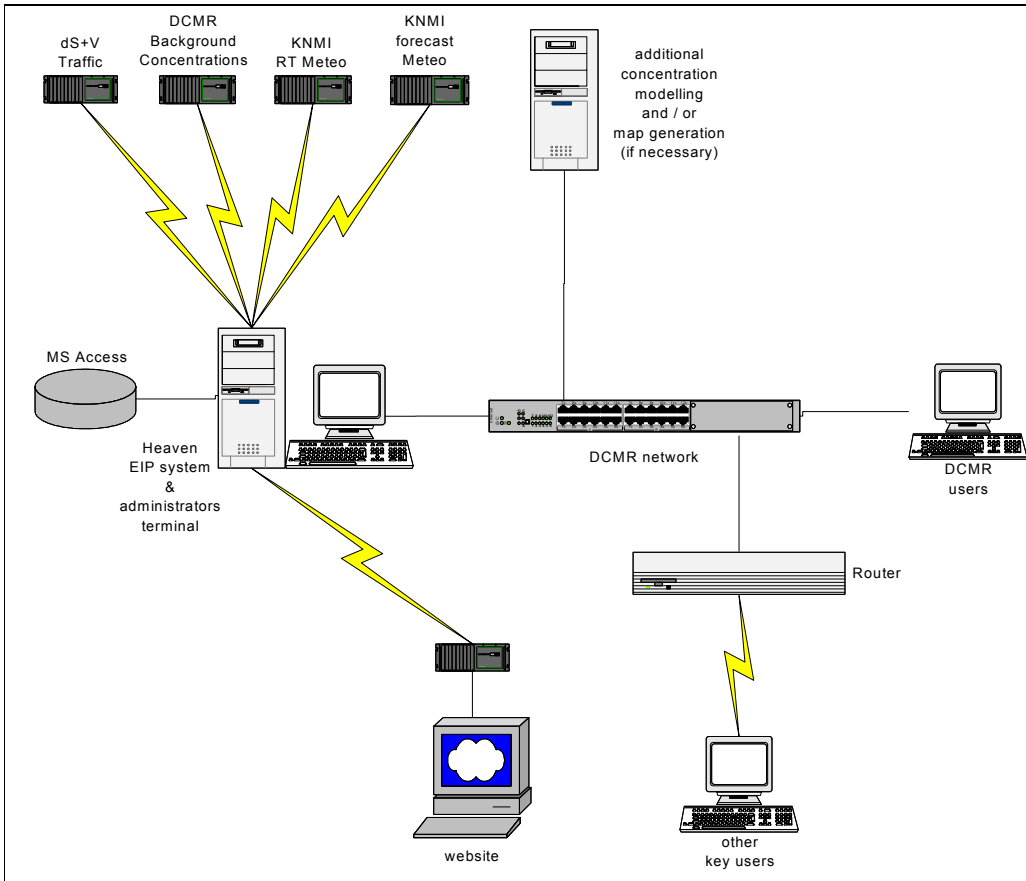 dS+V
Traffic
DCMR
Background
Concentrations
KNMI
RT Meteo
KNMI
forecast
Meteo
additional
concentration
modelling
and / or
map generation
(if necessary)
MS Access
Heaven
EIP system
&
administrators
terminal
DCMR network
DCMR
users
Router
website
other
key users